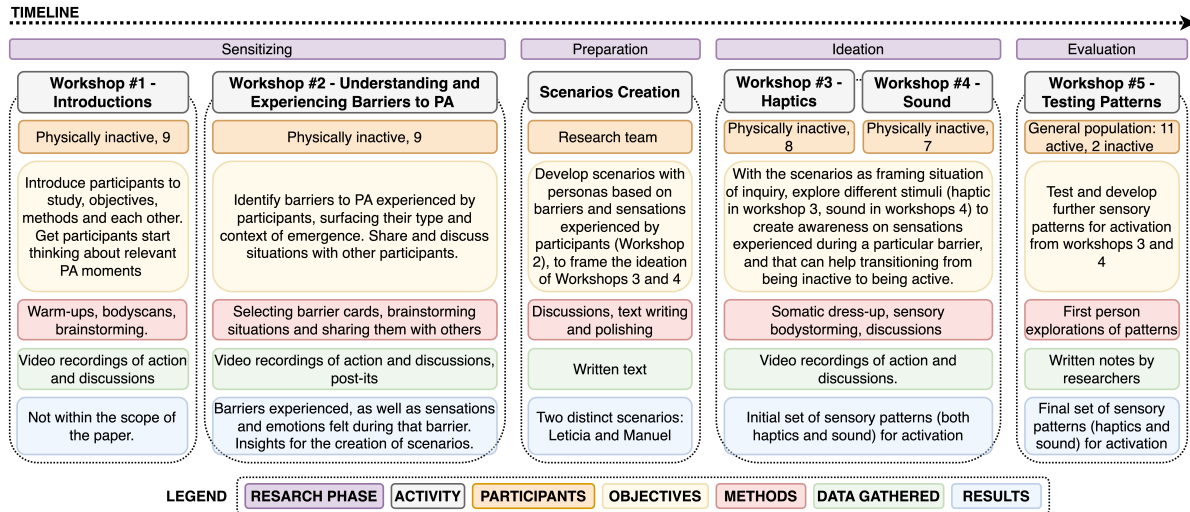 TIMELINE
Sensitizing
Preparation
Ideation
Evaluation
Workshop #1 -
Introductions
Workshop #2 - Understanding and
Experiencing Barriers to PA
Scenarios Creation
Workshop #3 -
Haptics
Workshop #4 -
Sound
Workshop #5 -
Testing Patterns
Physically inactive, 9
Physically inactive, 9
Research team
Physically inactive,
8
Physically inactive,
7
General population: 11
active, 2 inactive
Introduce participants to
study, objectives,
methods and each other.
Get participants start
thinking about relevant
PA moments
Identify barriers to PA experienced by
participants, surfacing their type and
context of emergence. Share and discuss
situations with other participants.
Develop scenarios with
personas based on
barriers and sensations
experienced by
participants (Workshop
2), to frame the ideation
of Workshops 3 and 4
With the scenarios as framing situation
of inquiry, explore different stimuli (haptic
in workshop 3, sound in workshops 4) to
create awareness on sensations
experienced during a particular barrier,
and that can help transitioning from
being inactive to being active.
Test and develop
further sensory
patterns for activation
from workshops 3 and
4
Warm-ups, bodyscans,
brainstorming.
Selecting barrier cards, brainstorming
situations and sharing them with others
Discussions, text writing
and polishing
Somatic dress-up, sensory
bodystorming, discussions
First person
explorations of patterns
Video recordings of action
and discussions
Video recordings of action and discussions,
post-its
Written text
Video recordings of action and
discussions.
Written notes by
researchers
Not within the scope of
the paper.
Barriers experienced, as well as sensations
and emotions felt during that barrier.
Insights for the creation of scenarios.
Two distinct scenarios:
Leticia and Manuel
Initial set of sensory patterns (both
haptics and sound) for activation
Final set of sensory
patterns (haptics and
sound) for activation
LEGEND
RESARCH PHASE
ACTIVITY
PARTICIPANTS
OBJECTIVES
METHODS
DATA GATHERED
RESULTS